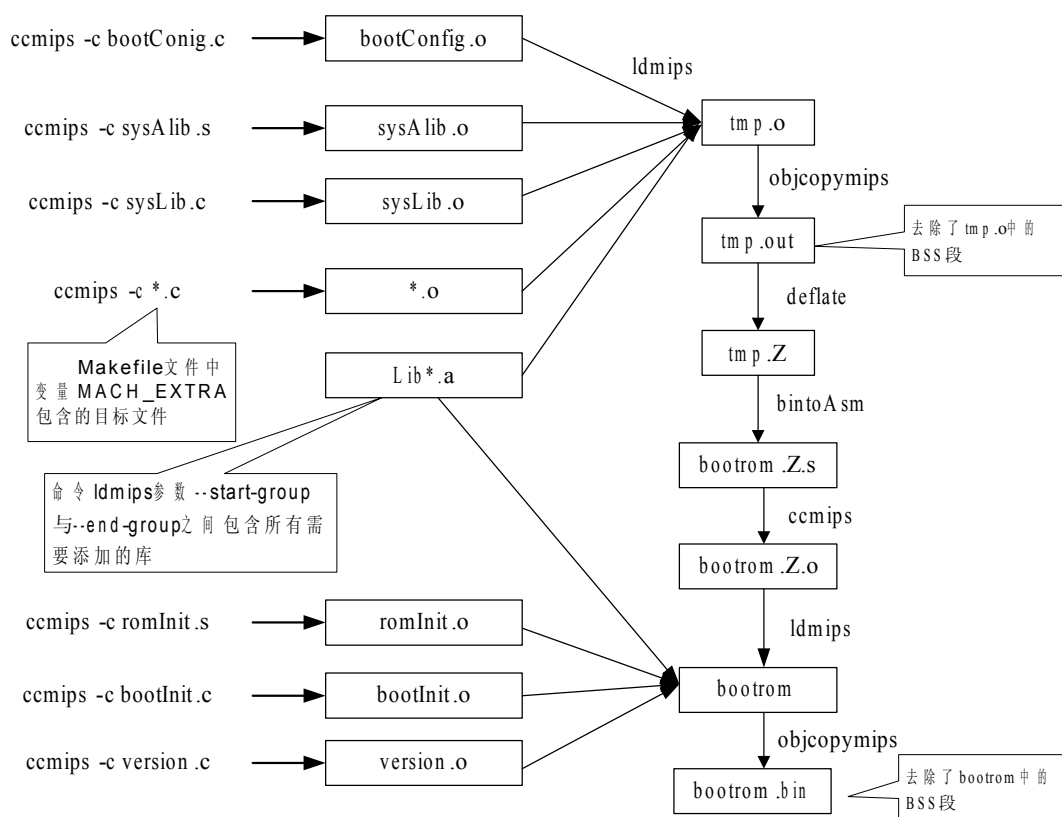 ccmips -c bootConig.c
bootConfig.o
ldmips
ccmips -c sysAlib.s
sysAlib.o
tmp.o
objcopymips
ccmips -c sysLib.c
sysLib.o
tmp.out
去除了tmp.o中的
BSS段
ccmips -c *.c
*.o
deflate
Makefile文件中
变量MACH_EXTRA
包含的目标文件
Lib*.a
tmp.Z
bintoAsm
bootrom.Z.s
命令ldmips参数--start-group
与--end-group之间包含所有需
要添加的库
ccmips
bootrom.Z.o
ccmips -c romInit.s
romInit.o
ldmips
ccmips -c bootInit.c
bootInit.o
bootrom
objcopymips
ccmips -c version.c
version.o
bootrom.bin
去除了bootrom中的
BSS段